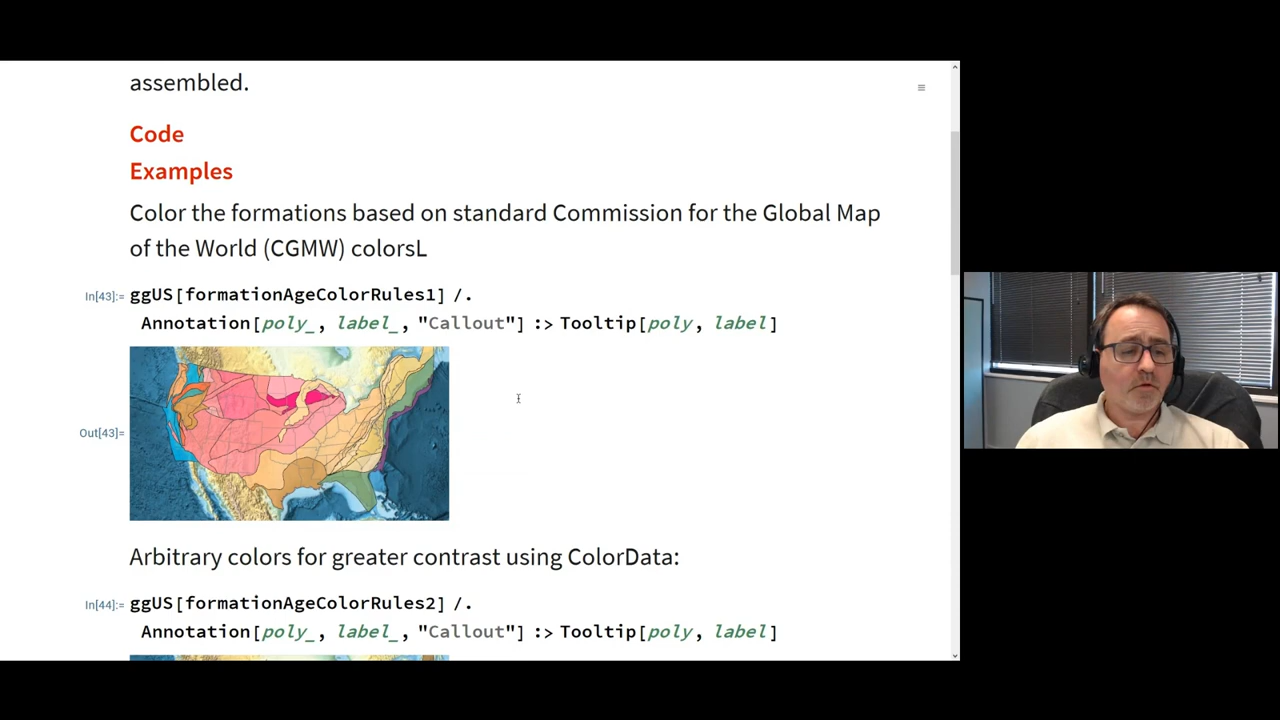 assembled.
Code
Examples
Color the formations based on standard Commission for the Global Map
of the World (CGMW) colorsL
In[43]:= ggUS[formationAgeColorRules1] /.
Annotation[poly_, label_, "Callout"] :> Tooltip[poly, label]
Out[43]=
Arbitrary colors for greater contrast using ColorData:
In[44]:= ggUS[formationAgeColorRules2] /.
Annotation[poly_, label_, "Callout"] :> Tooltip[poly, label]